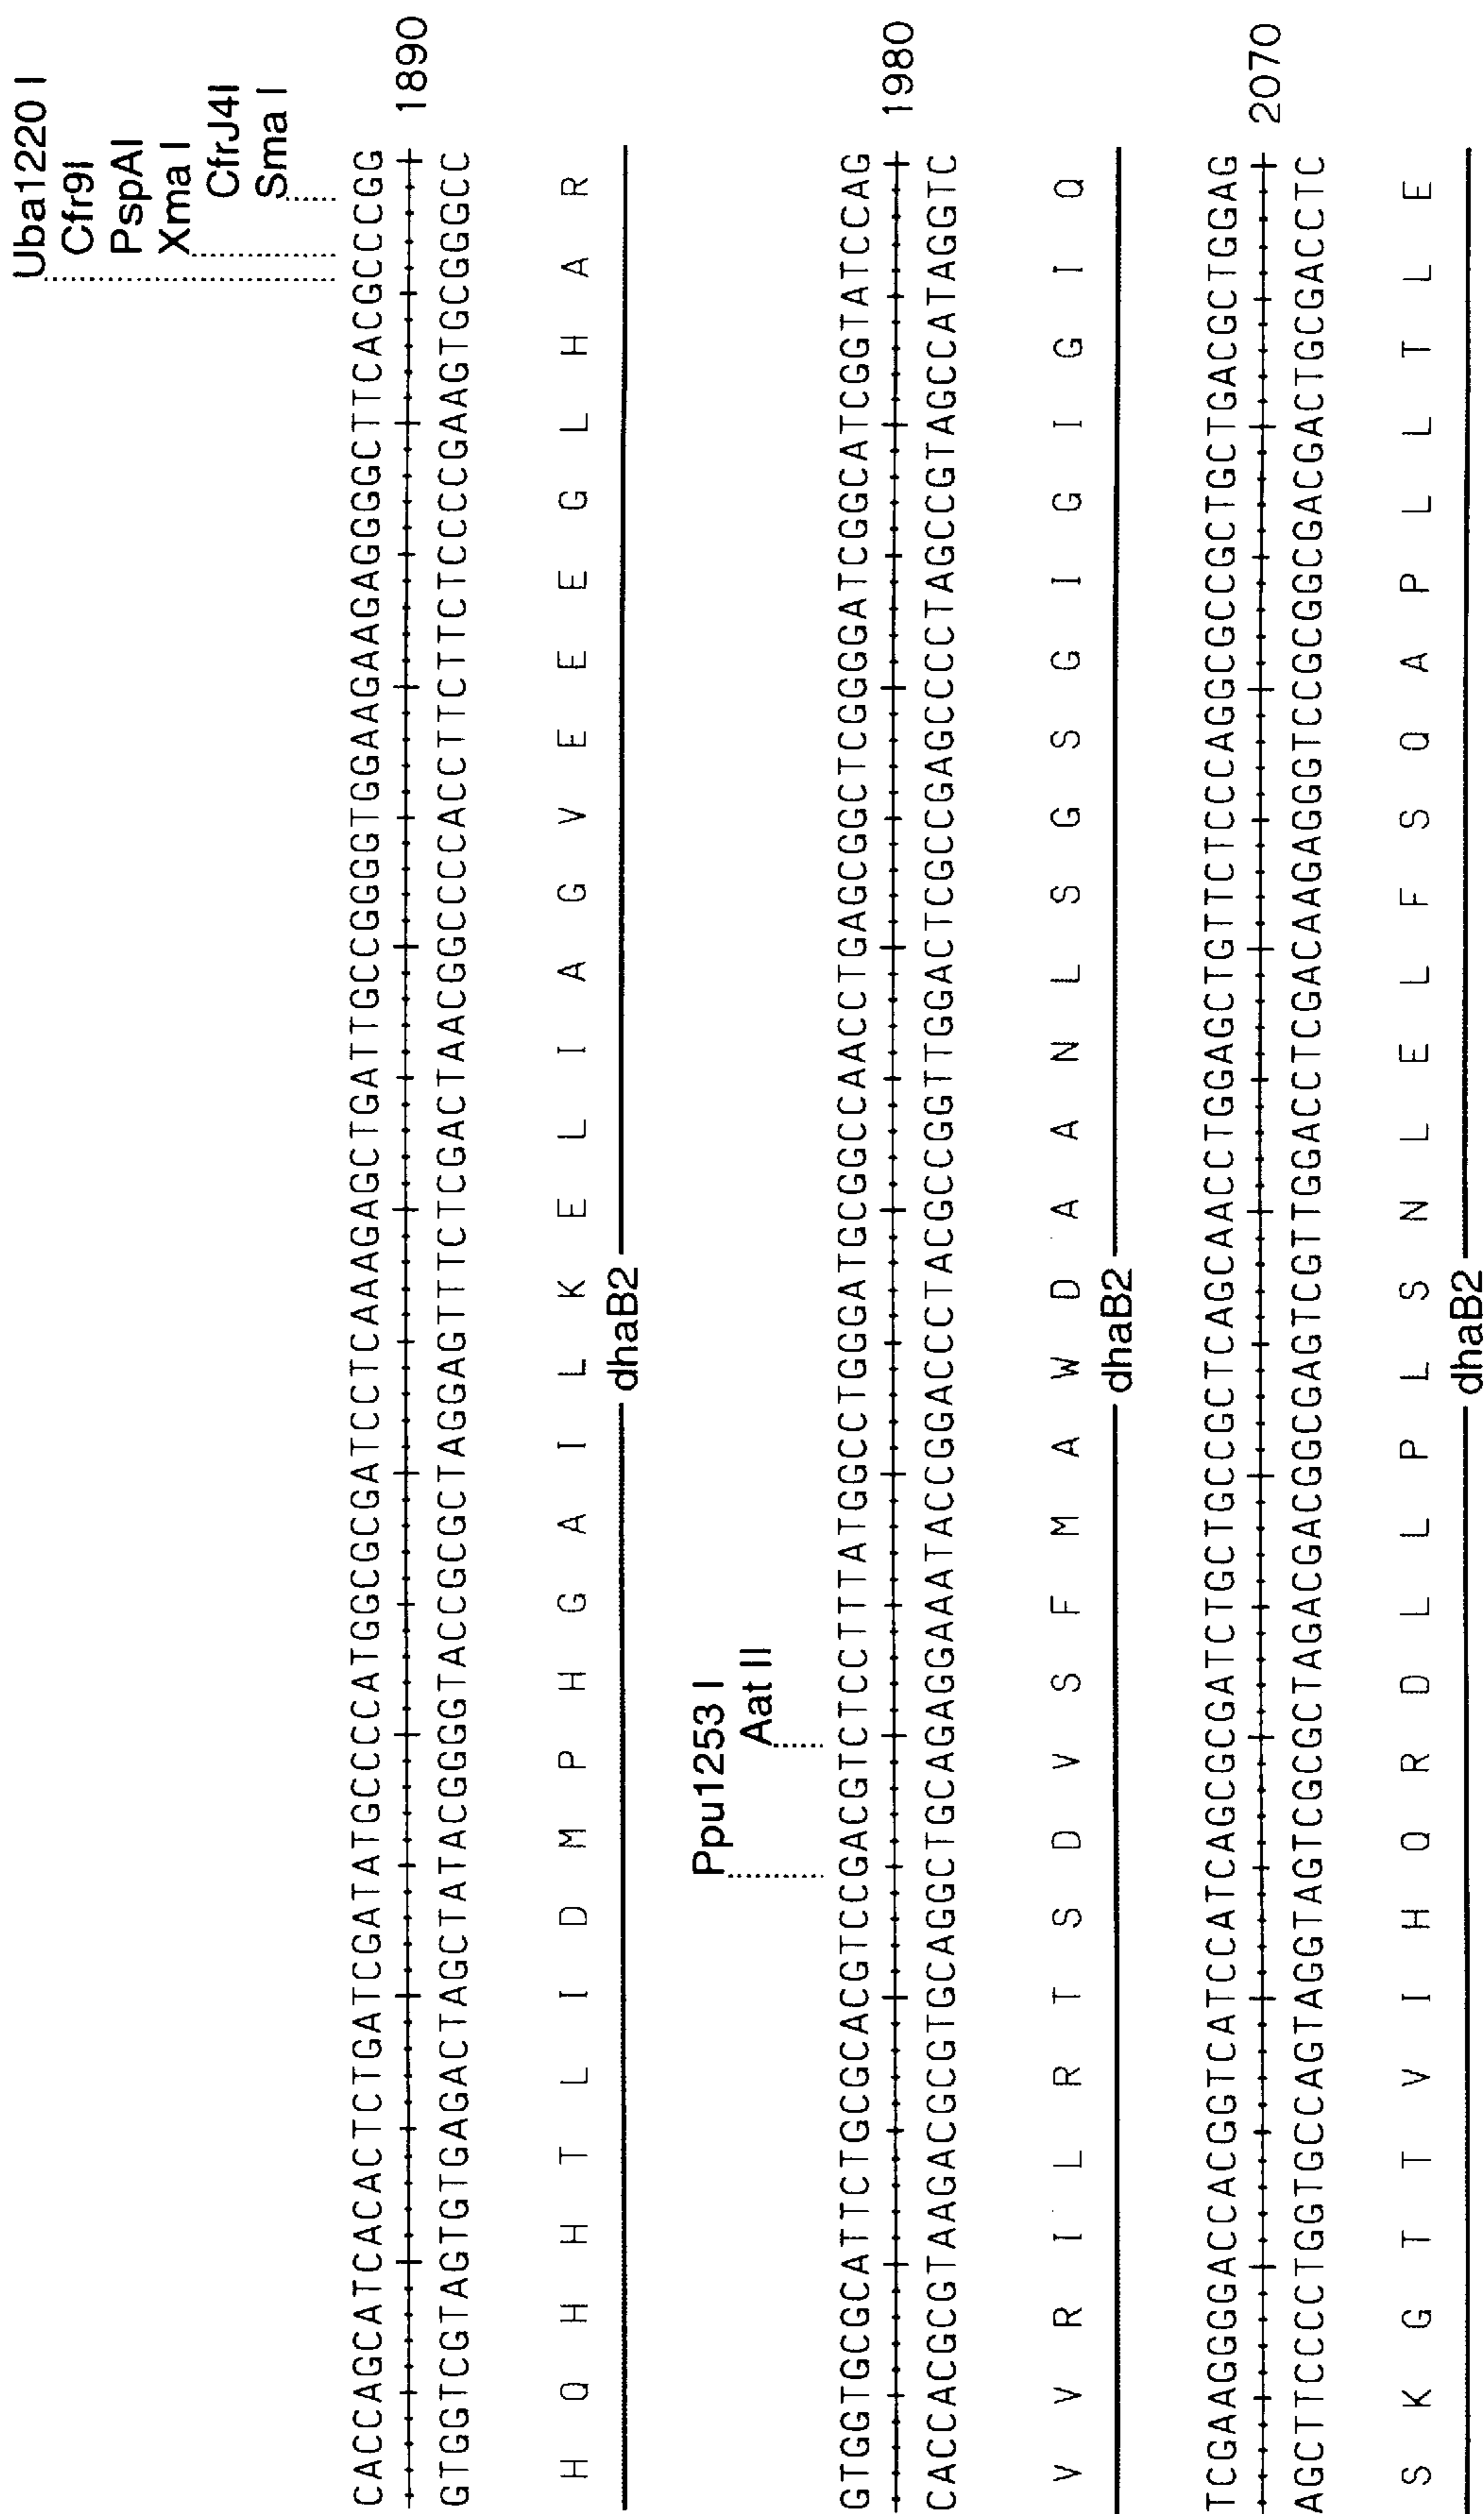 Uba1220 I
Cfr9I
PspAI
Xma I
CfrJ4I
Sma I
CACCAGCATCACACTCTGATCGATATGCCCCATGGCGCGATCCTCAAAGAGCTGATTGCCGGGGTGGAAGAAGAGGGGCTTCACGCCCGG
1890
GTGGTCGTAGTGTGAGACTAGCTATACGGGGTACCGCGCTAGGAGTTTCTCGACTAACGGCCCCACCTTCTTCTCCCCGAAGTGCGGGCC
H Q H H T L I D M P H G A I L K E L I A G V E E E G L H A R
dhaB2
Ppu1253 I
Aat II
GTGGTGCGCATTCTGCGCACGTCCGACGTCTCCTTTATGGCCTGGGATGCGGCCAACCTGAGCGGCTCGGGGATCGGCATCGGTATCCAG
1980
CACCACGCGTAAGACGCGTGCAGGCTGCAGAGGAAATACCGGACCCTACGCCGGTTGGACTCGCCGAGCCCCTAGCCGTAGCCATAGGTC
V V R I L R T S D V S F M A W D A A N L S G S G I G I G I Q
dhaB2
TCGAAGGGGACCACGGTCATCCATCAGCGCGATCTGCTGCCGCTCAGCAACCTGGAGCTGTTCTCCCAGGCGCCGCTGCTGACGCTGGAG
2070
AGCTTCCCCTGGTGCCAGTAGGTAGTCGCGCTAGACGACGGCGAGTCGTTGGACCTCGACAAGAGGGTCCGCGGCGACGACTGCGACCTC
S K G T T V I H Q R D L L P L S N L E L F S Q A P L L T L E
dhaB2